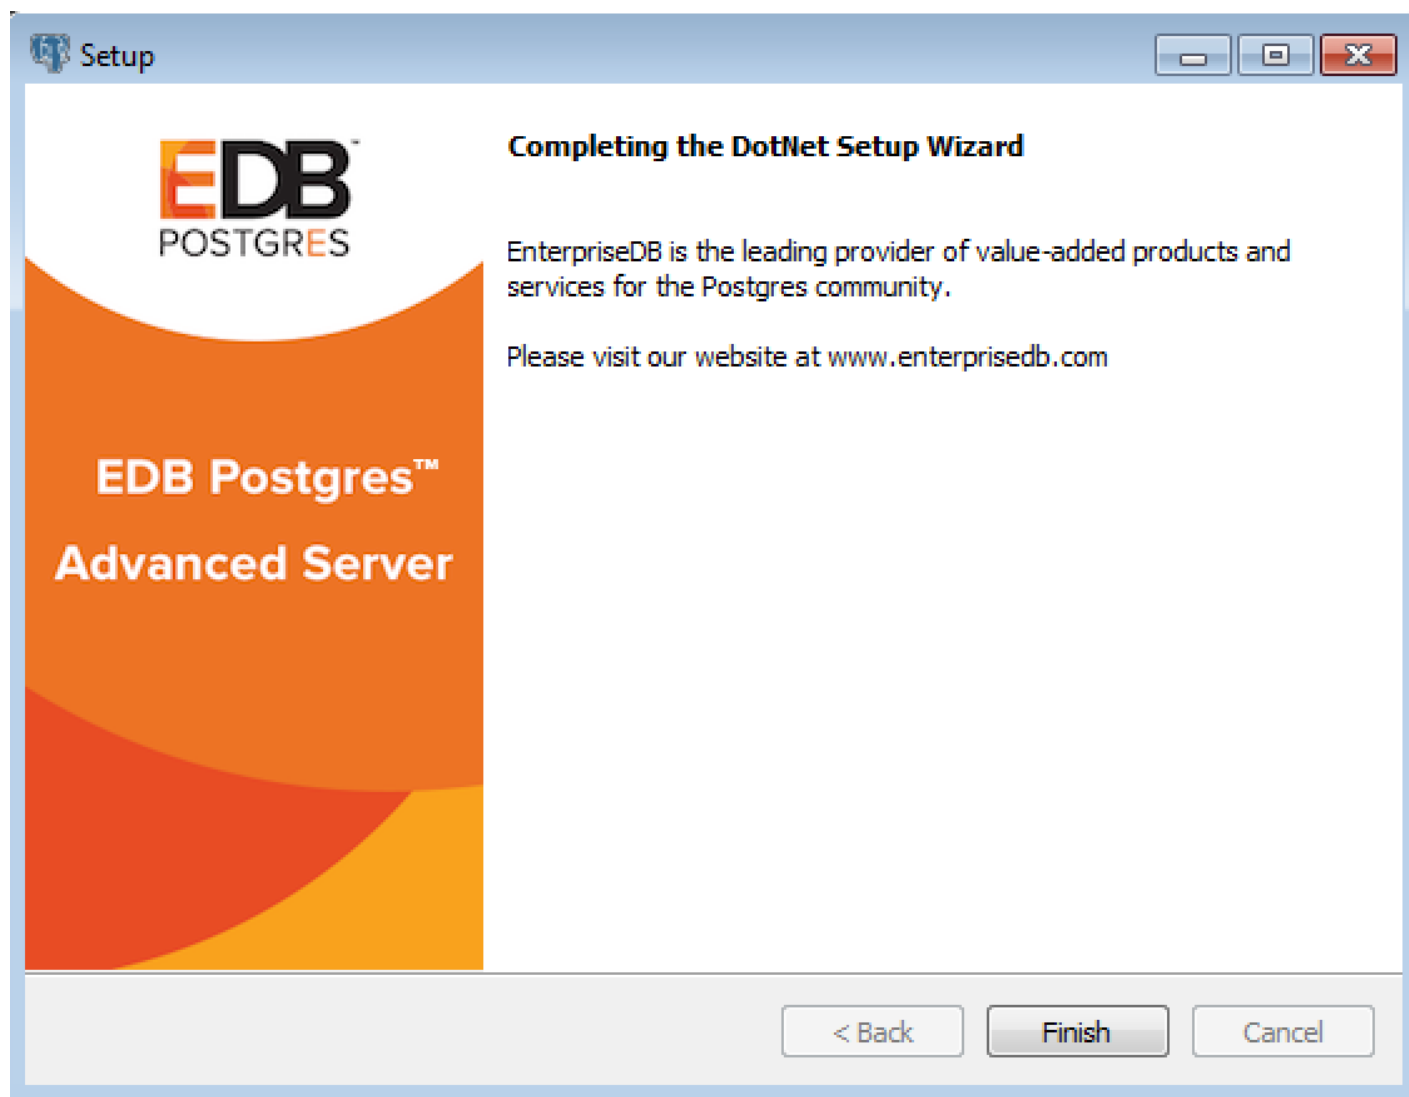 Setup
EDB™
POSTGRES
EDB Postgres™
Advanced Server
Completing the DotNet Setup Wizard
EnterpriseDB is the leading provider of value-added products and
services for the Postgres community.
Please visit our website at www.enterprisedb.com
< Back
Finish
Cancel